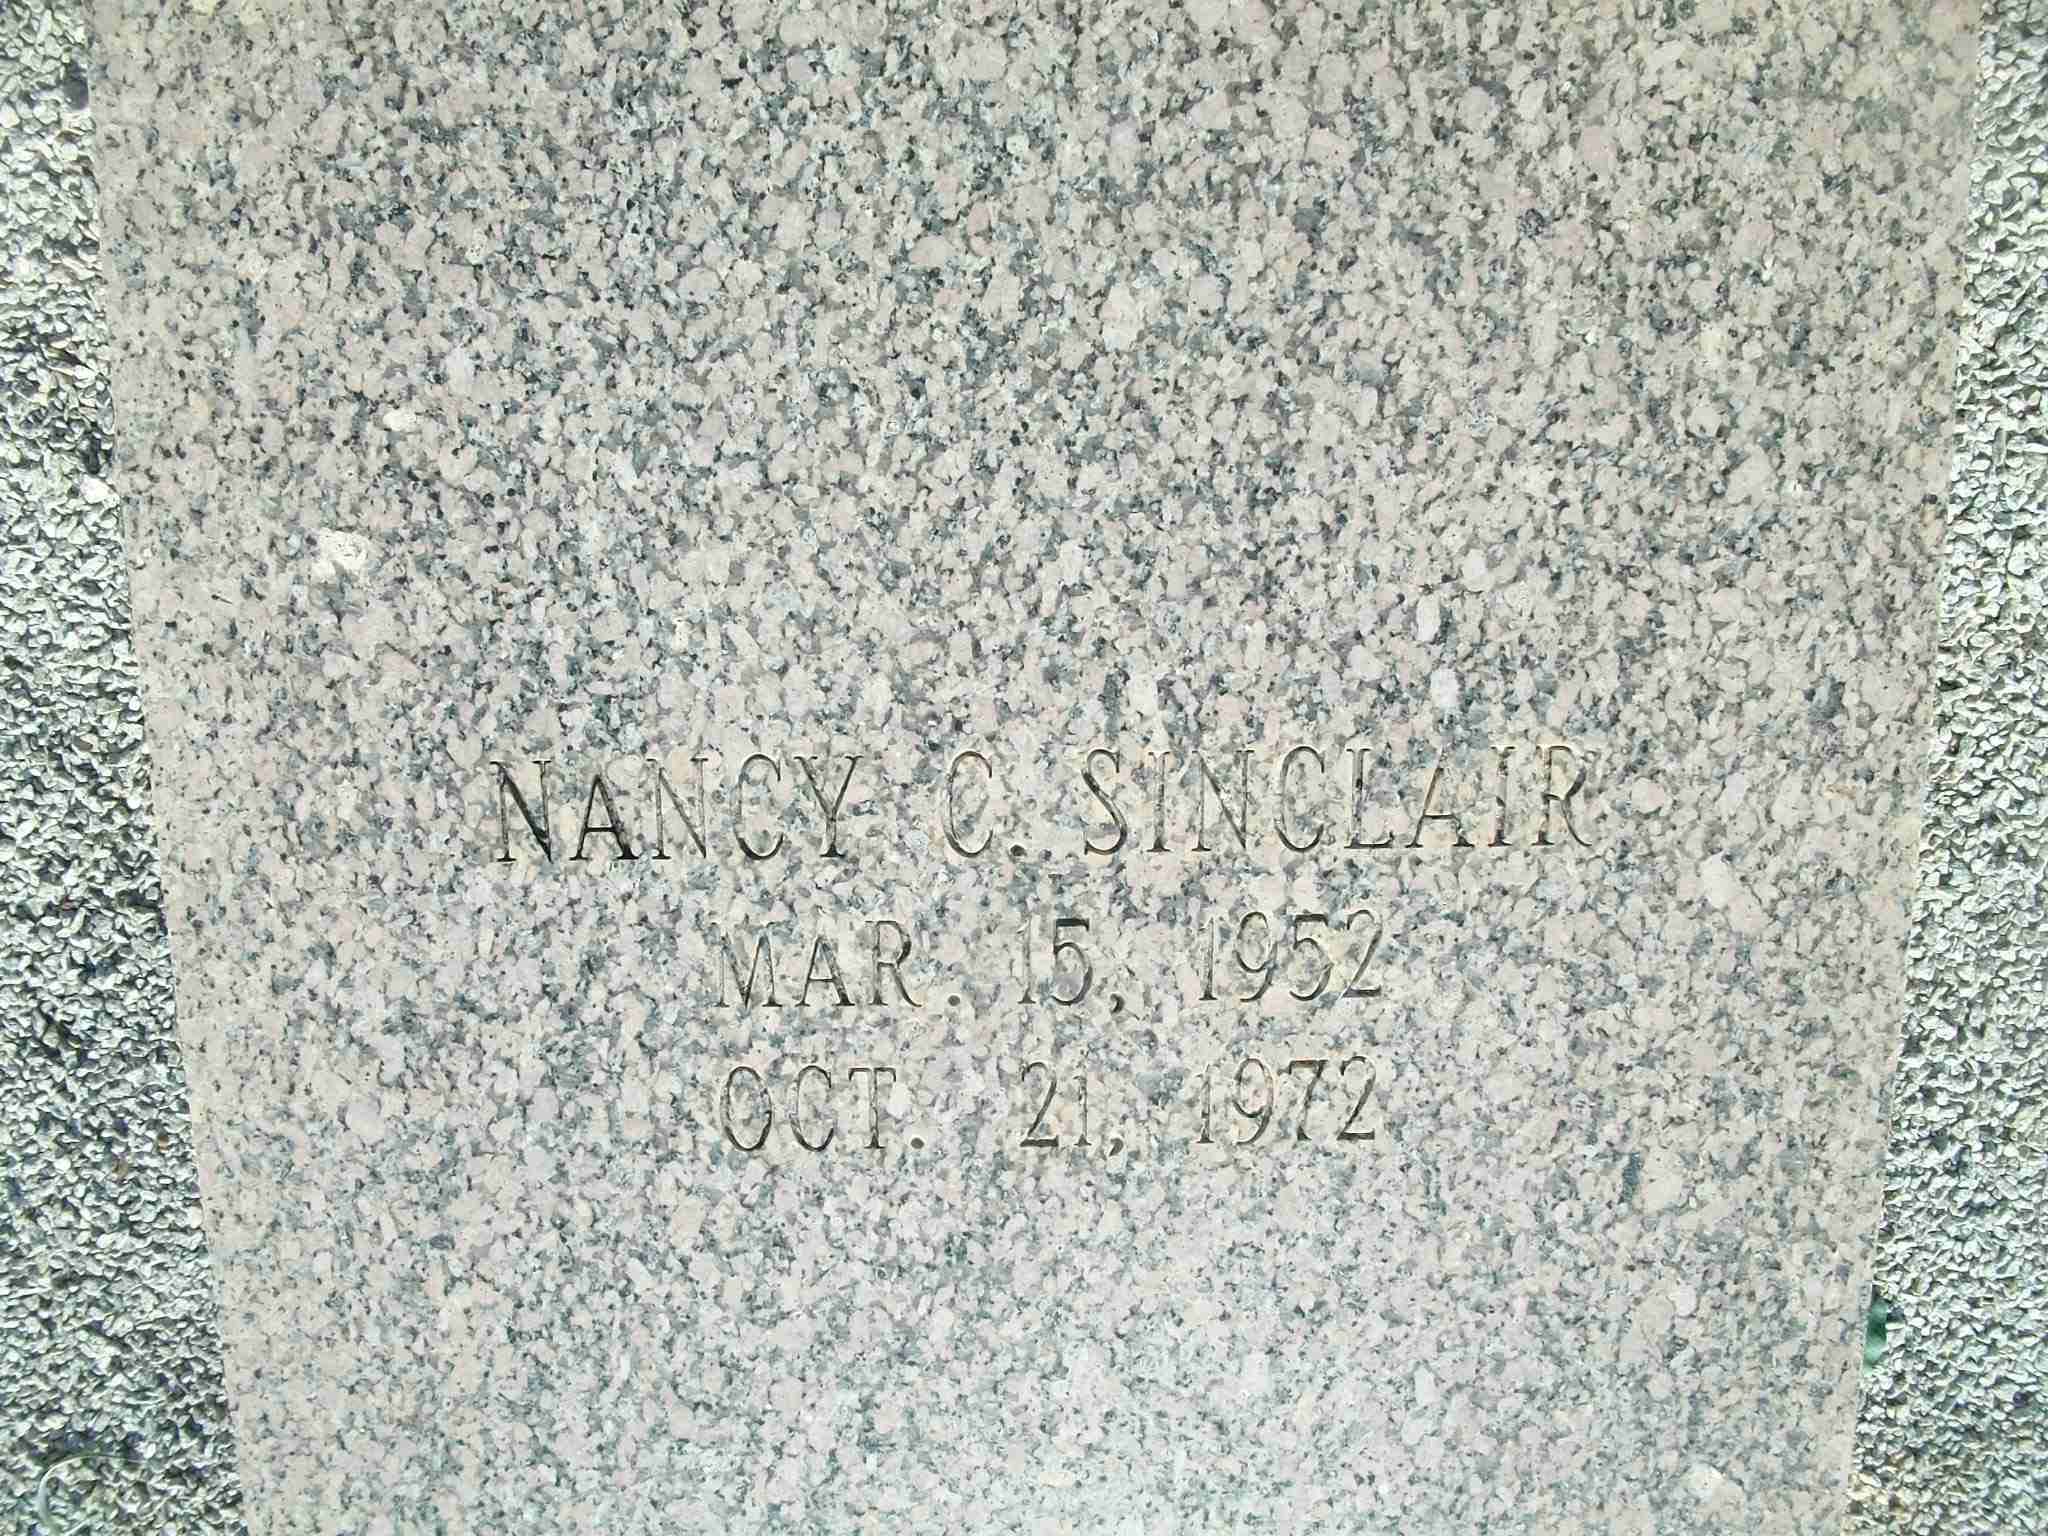 NANCY C. SINCLAIR
MAR. 15, 1952
OCT. 21, 1972